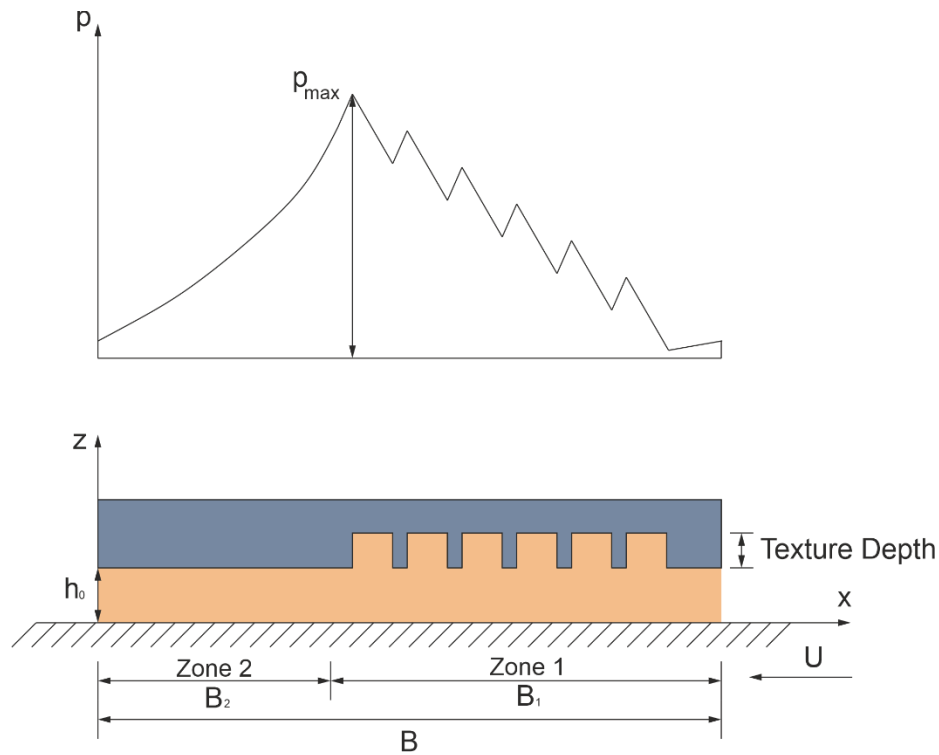 p
pmax
z
Texture Depth
h₀
x
Zone 2
Zone 1
U
B₂
B₁
B